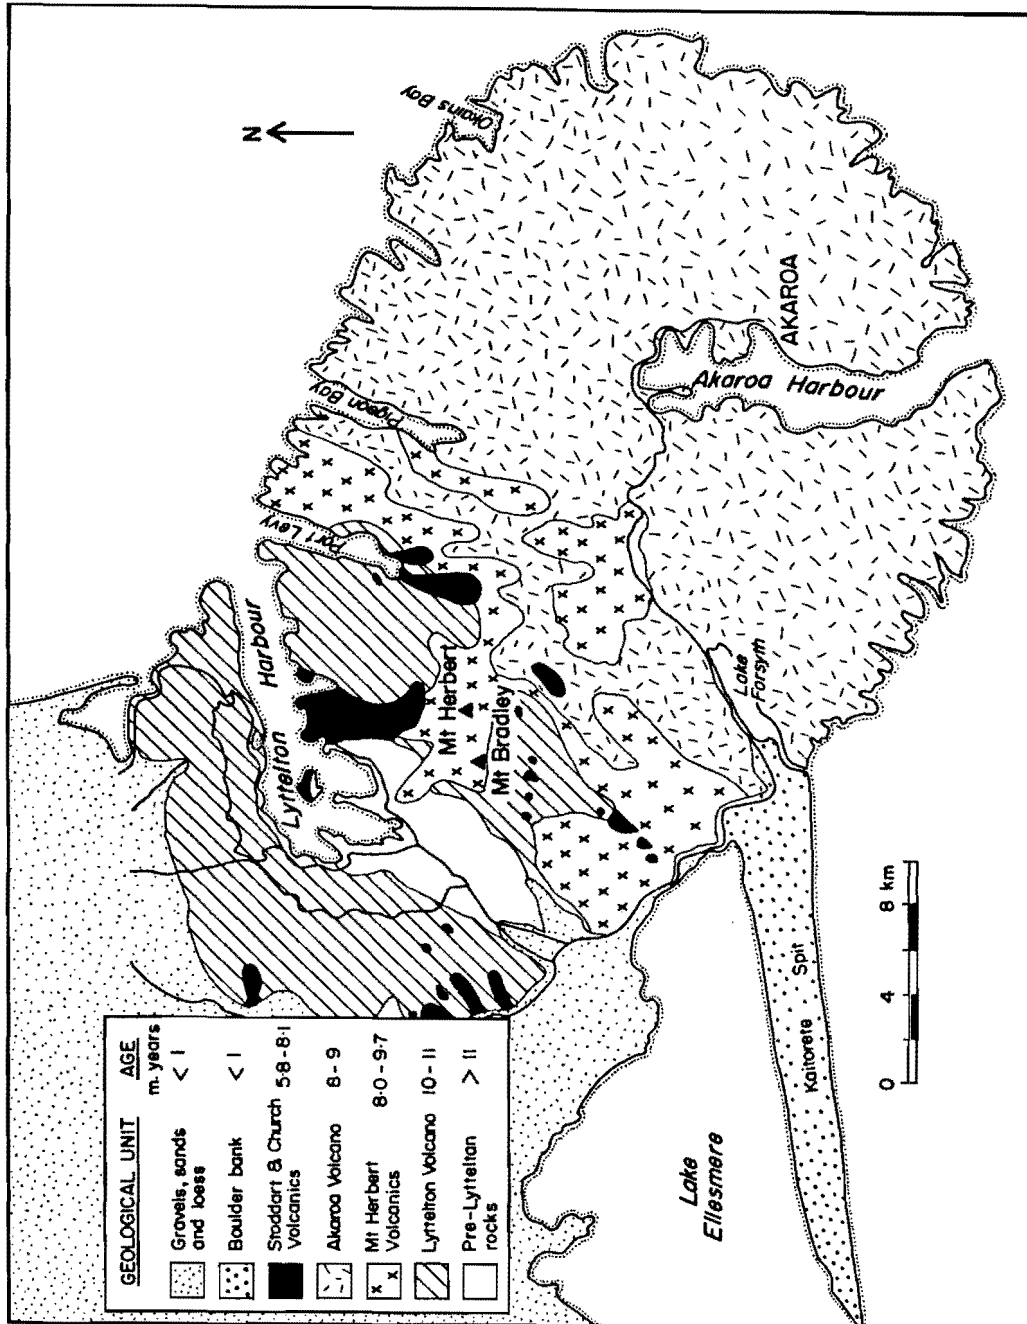 GEOLOGICAL UNIT AGE
m. years
Gravels, sands
and loess
< 1
Boulder bank < 1
Stoddart & Church
Volcanics
5·8-8·1
Akaroa Volcano 8-9
Mt Herbert
Volcanics
8·0-9·7
Lyttelton Volcano 10-11
Pre-Lyttelton
rocks
> 11
N
Okains Bay
Pigeon Bay
Port Levy
Lyttelton Harbour
Mt Herbert
Mt Bradley
AKAROA
Akaroa Harbour
Lake
Forsyth
Lake
Ellesmere
Kaitorete Spit
0 4 8 km